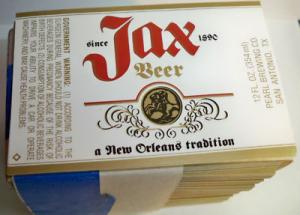 Jax
since 1890
Beer
a New Orleans tradition
GOVERNMENT WARNING: (1) ACCORDING TO THE
SURGEON GENERAL, WOMEN SHOULD NOT DRINK ALCOHOLIC
BEVERAGES DURING PREGNANCY BECAUSE OF THE RISK OF
BIRTH DEFECTS. (2) CONSUMPTION OF ALCOHOLIC BEVERAGES
IMPAIRS YOUR ABILITY TO DRIVE A CAR OR OPERATE
MACHINERY, AND MAY CAUSE HEALTH PROBLEMS.
12 FL. OZ. (354 ml)
PEARL BREWING CO.
SAN ANTONIO, TX